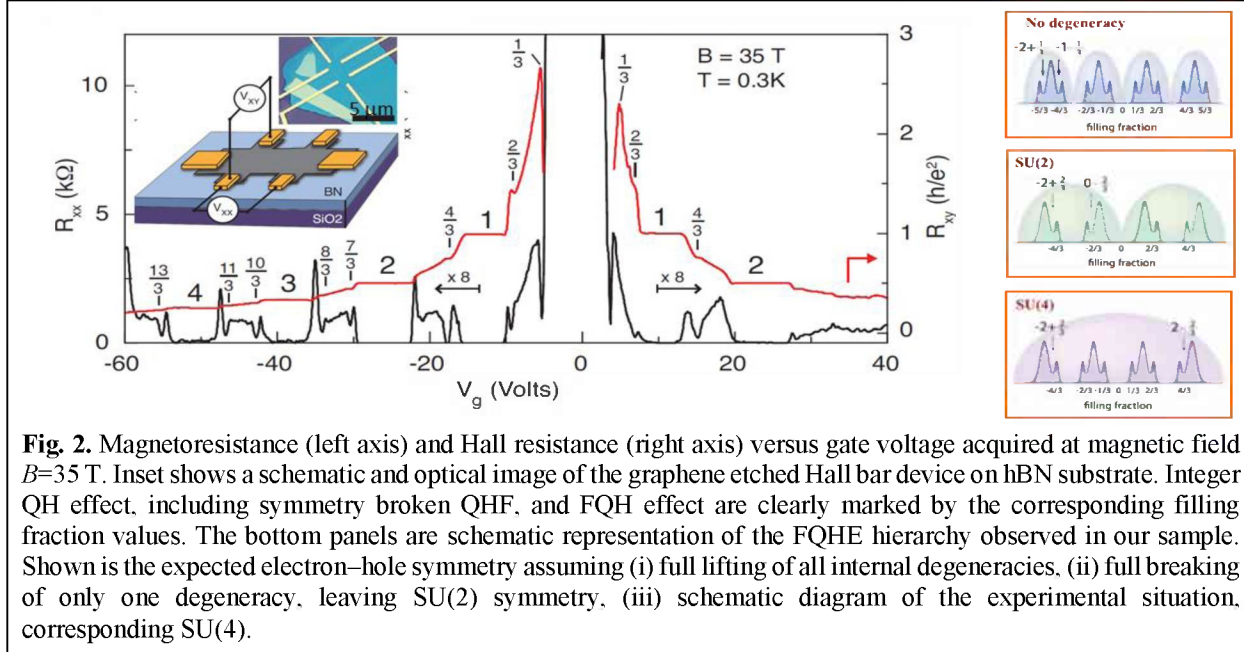 B = 35 T
T = 0.3K
R_xx (kΩ)
10
5
0
R_xy (h/e²)
3
2
1
0
-60
-40
-20
0
20
40
V_g (Volts)
V_XY
V_XX
5 µm
BN
SiO2
xx
13/3
4
11/3
10/3
3
8/3
7/3
2
4/3
1
2/3
1/3
1/3
2/3
1
4/3
2
x 8
x 8
No degeneracy
-5/3 -4/3 -2/3 -1/3 0 1/3 2/3 4/3 5/3
filling fraction
SU(2)
-4/3 -2/3 0 4/3
filling fraction
SU(4)
-4/3 -2/3 -1/3 0 1/3 2/3 4/3
filling fraction
Fig. 2. Magnetoresistance (left axis) and Hall resistance (right axis) versus gate voltage acquired at magnetic field
B=35 T. Inset shows a schematic and optical image of the graphene etched Hall bar device on hBN substrate. Integer
QH effect, including symmetry broken QHF, and FQH effect are clearly marked by the corresponding filling
fraction values. The bottom panels are schematic representation of the FQHE hierarchy observed in our sample.
Shown is the expected electron–hole symmetry assuming (i) full lifting of all internal degeneracies, (ii) full breaking
of only one degeneracy, leaving SU(2) symmetry, (iii) schematic diagram of the experimental situation,
corresponding SU(4).